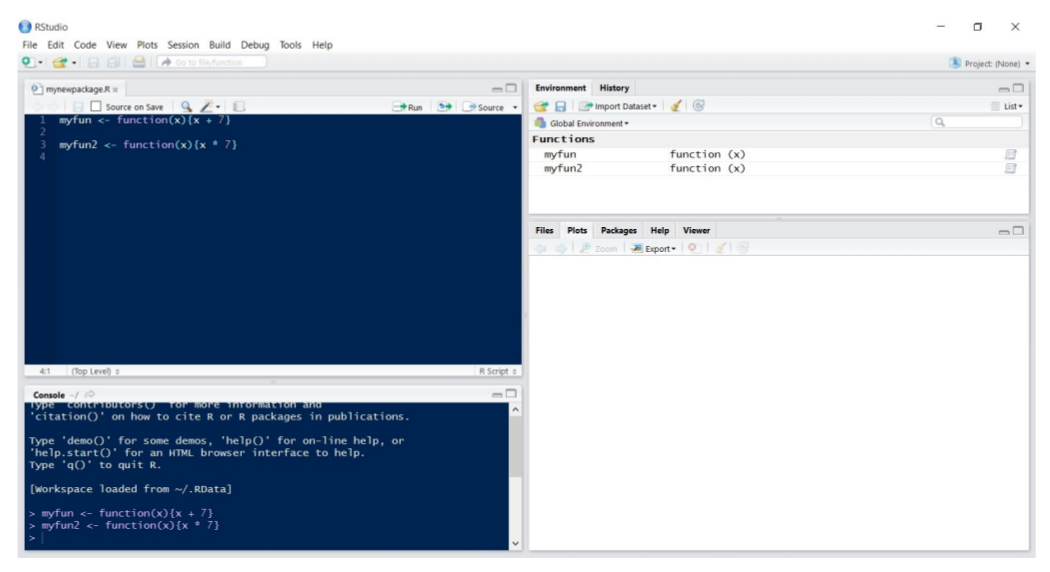 RStudio
File Edit Code View Plots Session Build Debug Tools Help
Go to file/function
Project: (None)
mynewpackage.R
Source on Save
Run
Source
1 myfun <- function(x){x + 7}
2
3 myfun2 <- function(x){x * 7}
4
4:1 (Top Level)
R Script
Console ~/
Type 'contributors()' for more information and
'citation()' on how to cite R or R packages in publications.
Type 'demo()' for some demos, 'help()' for on-line help, or
'help.start()' for an HTML browser interface to help.
Type 'q()' to quit R.
[Workspace loaded from ~/.RData]
> myfun <- function(x){x + 7}
> myfun2 <- function(x){x * 7}
>
Environment History
Import Dataset
List
Global Environment
Functions
myfun function (x)
myfun2 function (x)
Files Plots Packages Help Viewer
Zoom Export